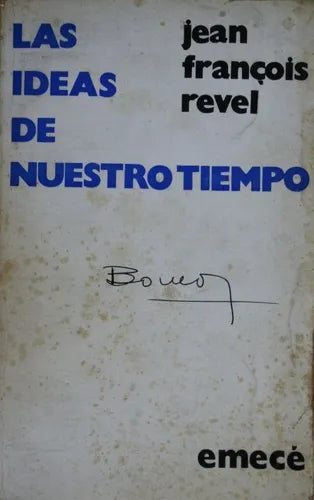 LAS
IDEAS
DE
NUESTRO TIEMPO
jean
françois
revel
emecé